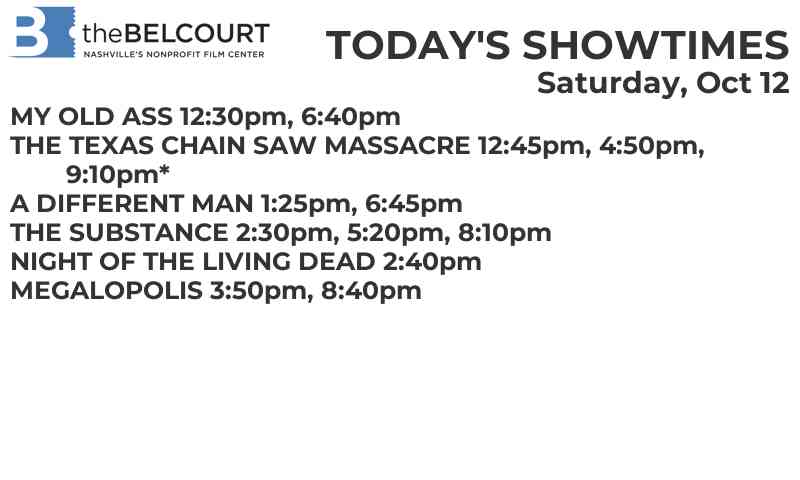 B theBELCOURT
NASHVILLE'S NONPROFIT FILM CENTER
TODAY'S SHOWTIMES
Saturday, Oct 12
MY OLD ASS 12:30pm, 6:40pm
THE TEXAS CHAIN SAW MASSACRE 12:45pm, 4:50pm,
9:10pm*
A DIFFERENT MAN 1:25pm, 6:45pm
THE SUBSTANCE 2:30pm, 5:20pm, 8:10pm
NIGHT OF THE LIVING DEAD 2:40pm
MEGALOPOLIS 3:50pm, 8:40pm